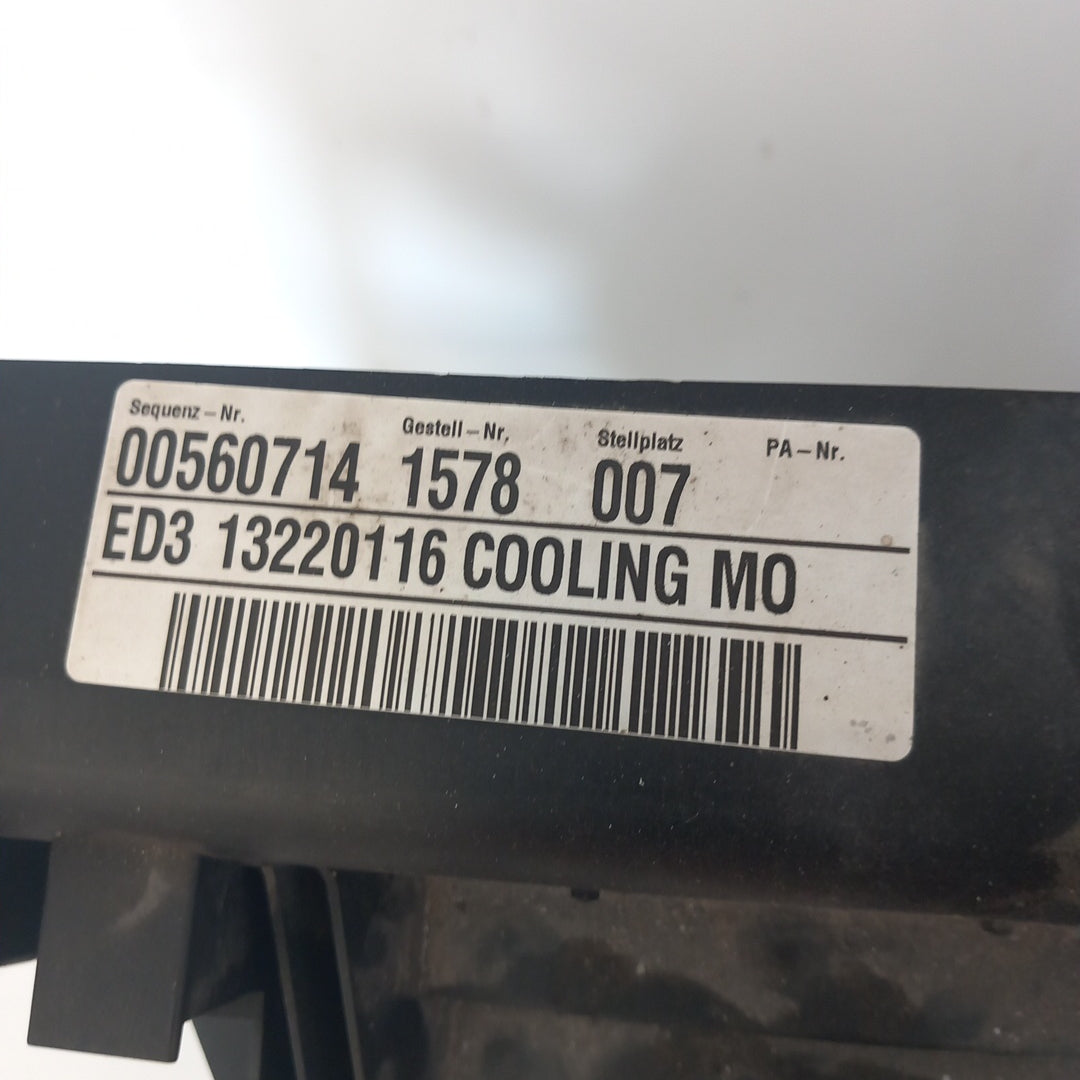 Sequenz-Nr. Gestell-Nr. Stellplatz PA-Nr.
00560714 1578 007
ED3 13220116 COOLING MO